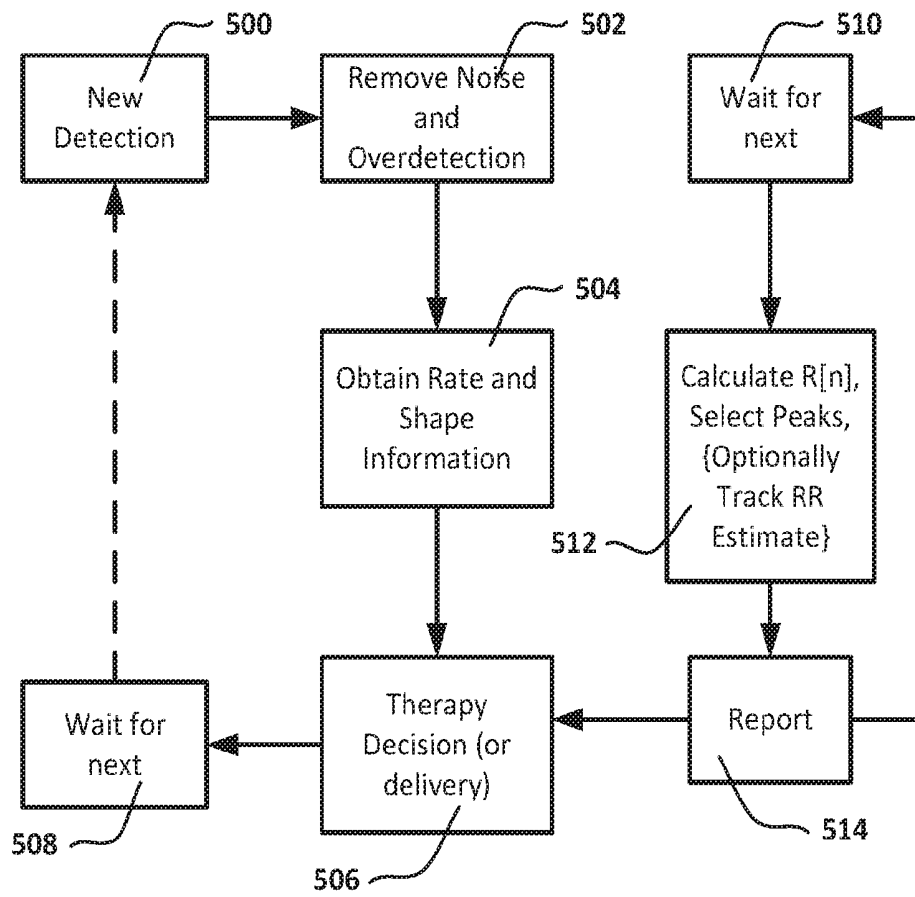 500
502
510
New
Detection
Remove Noise
and
Overdetection
Wait for
next
504
Obtain Rate and
Shape
Information
Calculate R[n],
Select Peaks,
{Optionally
Track RR
Estimate}
512
Wait for
next
Therapy
Decision (or
delivery)
Report
508
506
514